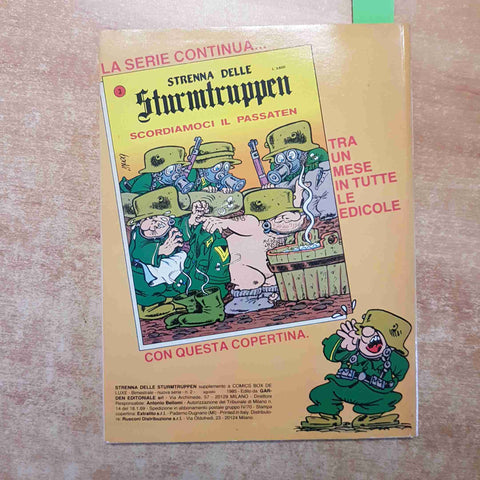 LA SERIE CONTINUA...
3
STRENNA DELLE
Sturmtruppen
SCORDIAMOCI IL PASSATEN
TRA
UN
MESE
IN TUTTE
LE
EDICOLE
CON QUESTA COPERTINA.
STRENNA DELLE STURMTRUPPEN supplemento a COMICS BOX DE
LUXE - Bimestrale - nuova serie - n. 2 - agosto 1985 - Edito da GAR-
DEN EDITORIALE srl - Via Archimede, 57 - 20129 MILANO - Direttore
Responsabile: Antonio Bellomi - Autorizzazione del Tribunale di Milano n.
14 del 18.1.69 - Spedizione in abbonamento postale gruppo IV/70 - Stampa
copertina: Extralito s.r.l. - Paderno Dugnano (MI) - Printed in Italy. Distributo-
re: Rusconi Distribuzione s.r.l. - Via Oldofredi, 23 - 20124 Milano.